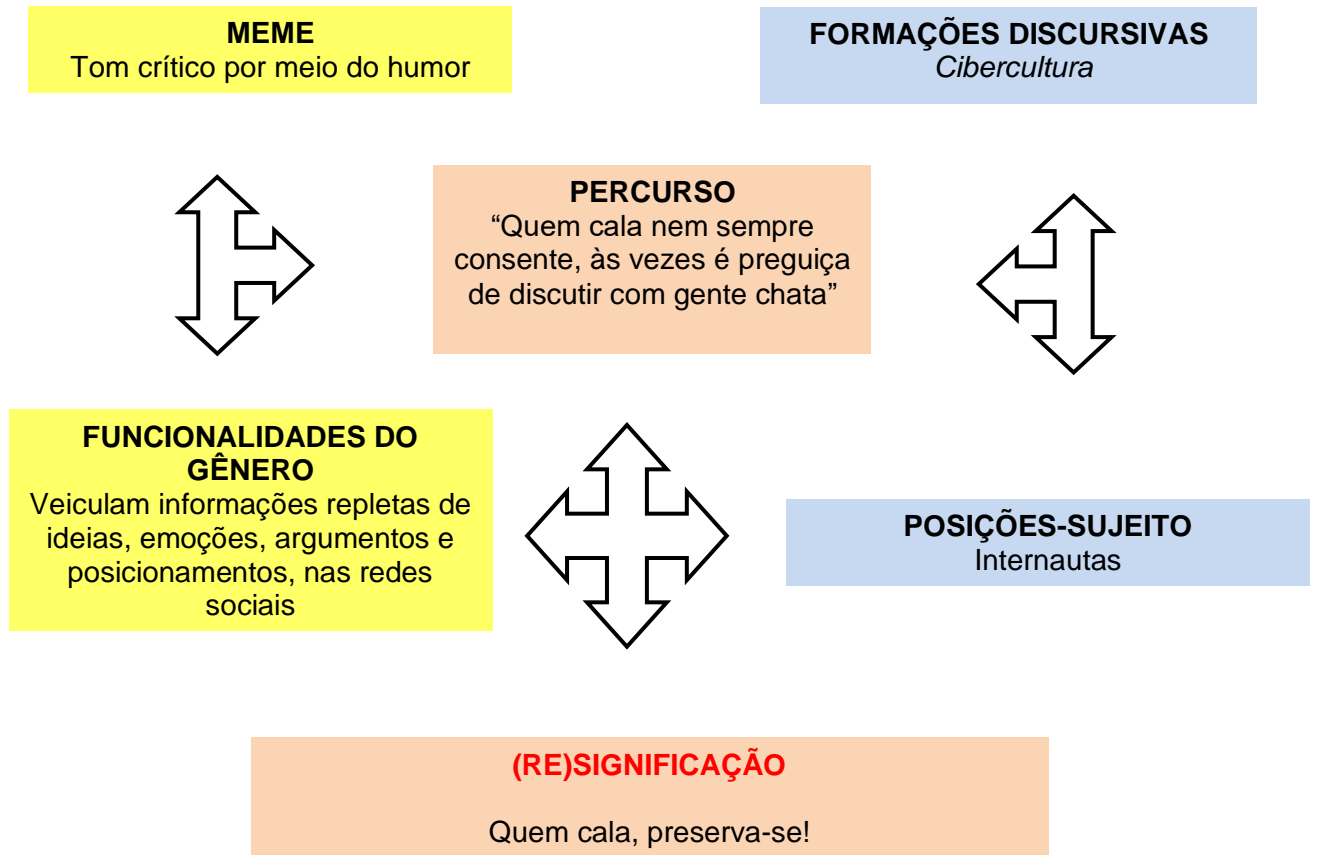 MEME
Tom crítico por meio do humor
FORMAÇÕES DISCURSIVAS
Cibercultura
PERCURSO
“Quem cala nem sempre
consente, às vezes é preguiça
de discutir com gente chata”
FUNCIONALIDADES DO
GÊNERO
Veiculam informações repletas de
ideias, emoções, argumentos e
posicionamentos, nas redes
sociais
POSIÇÕES-SUJEITO
Internautas
(RE)SIGNIFICAÇÃO
Quem cala, preserva-se!